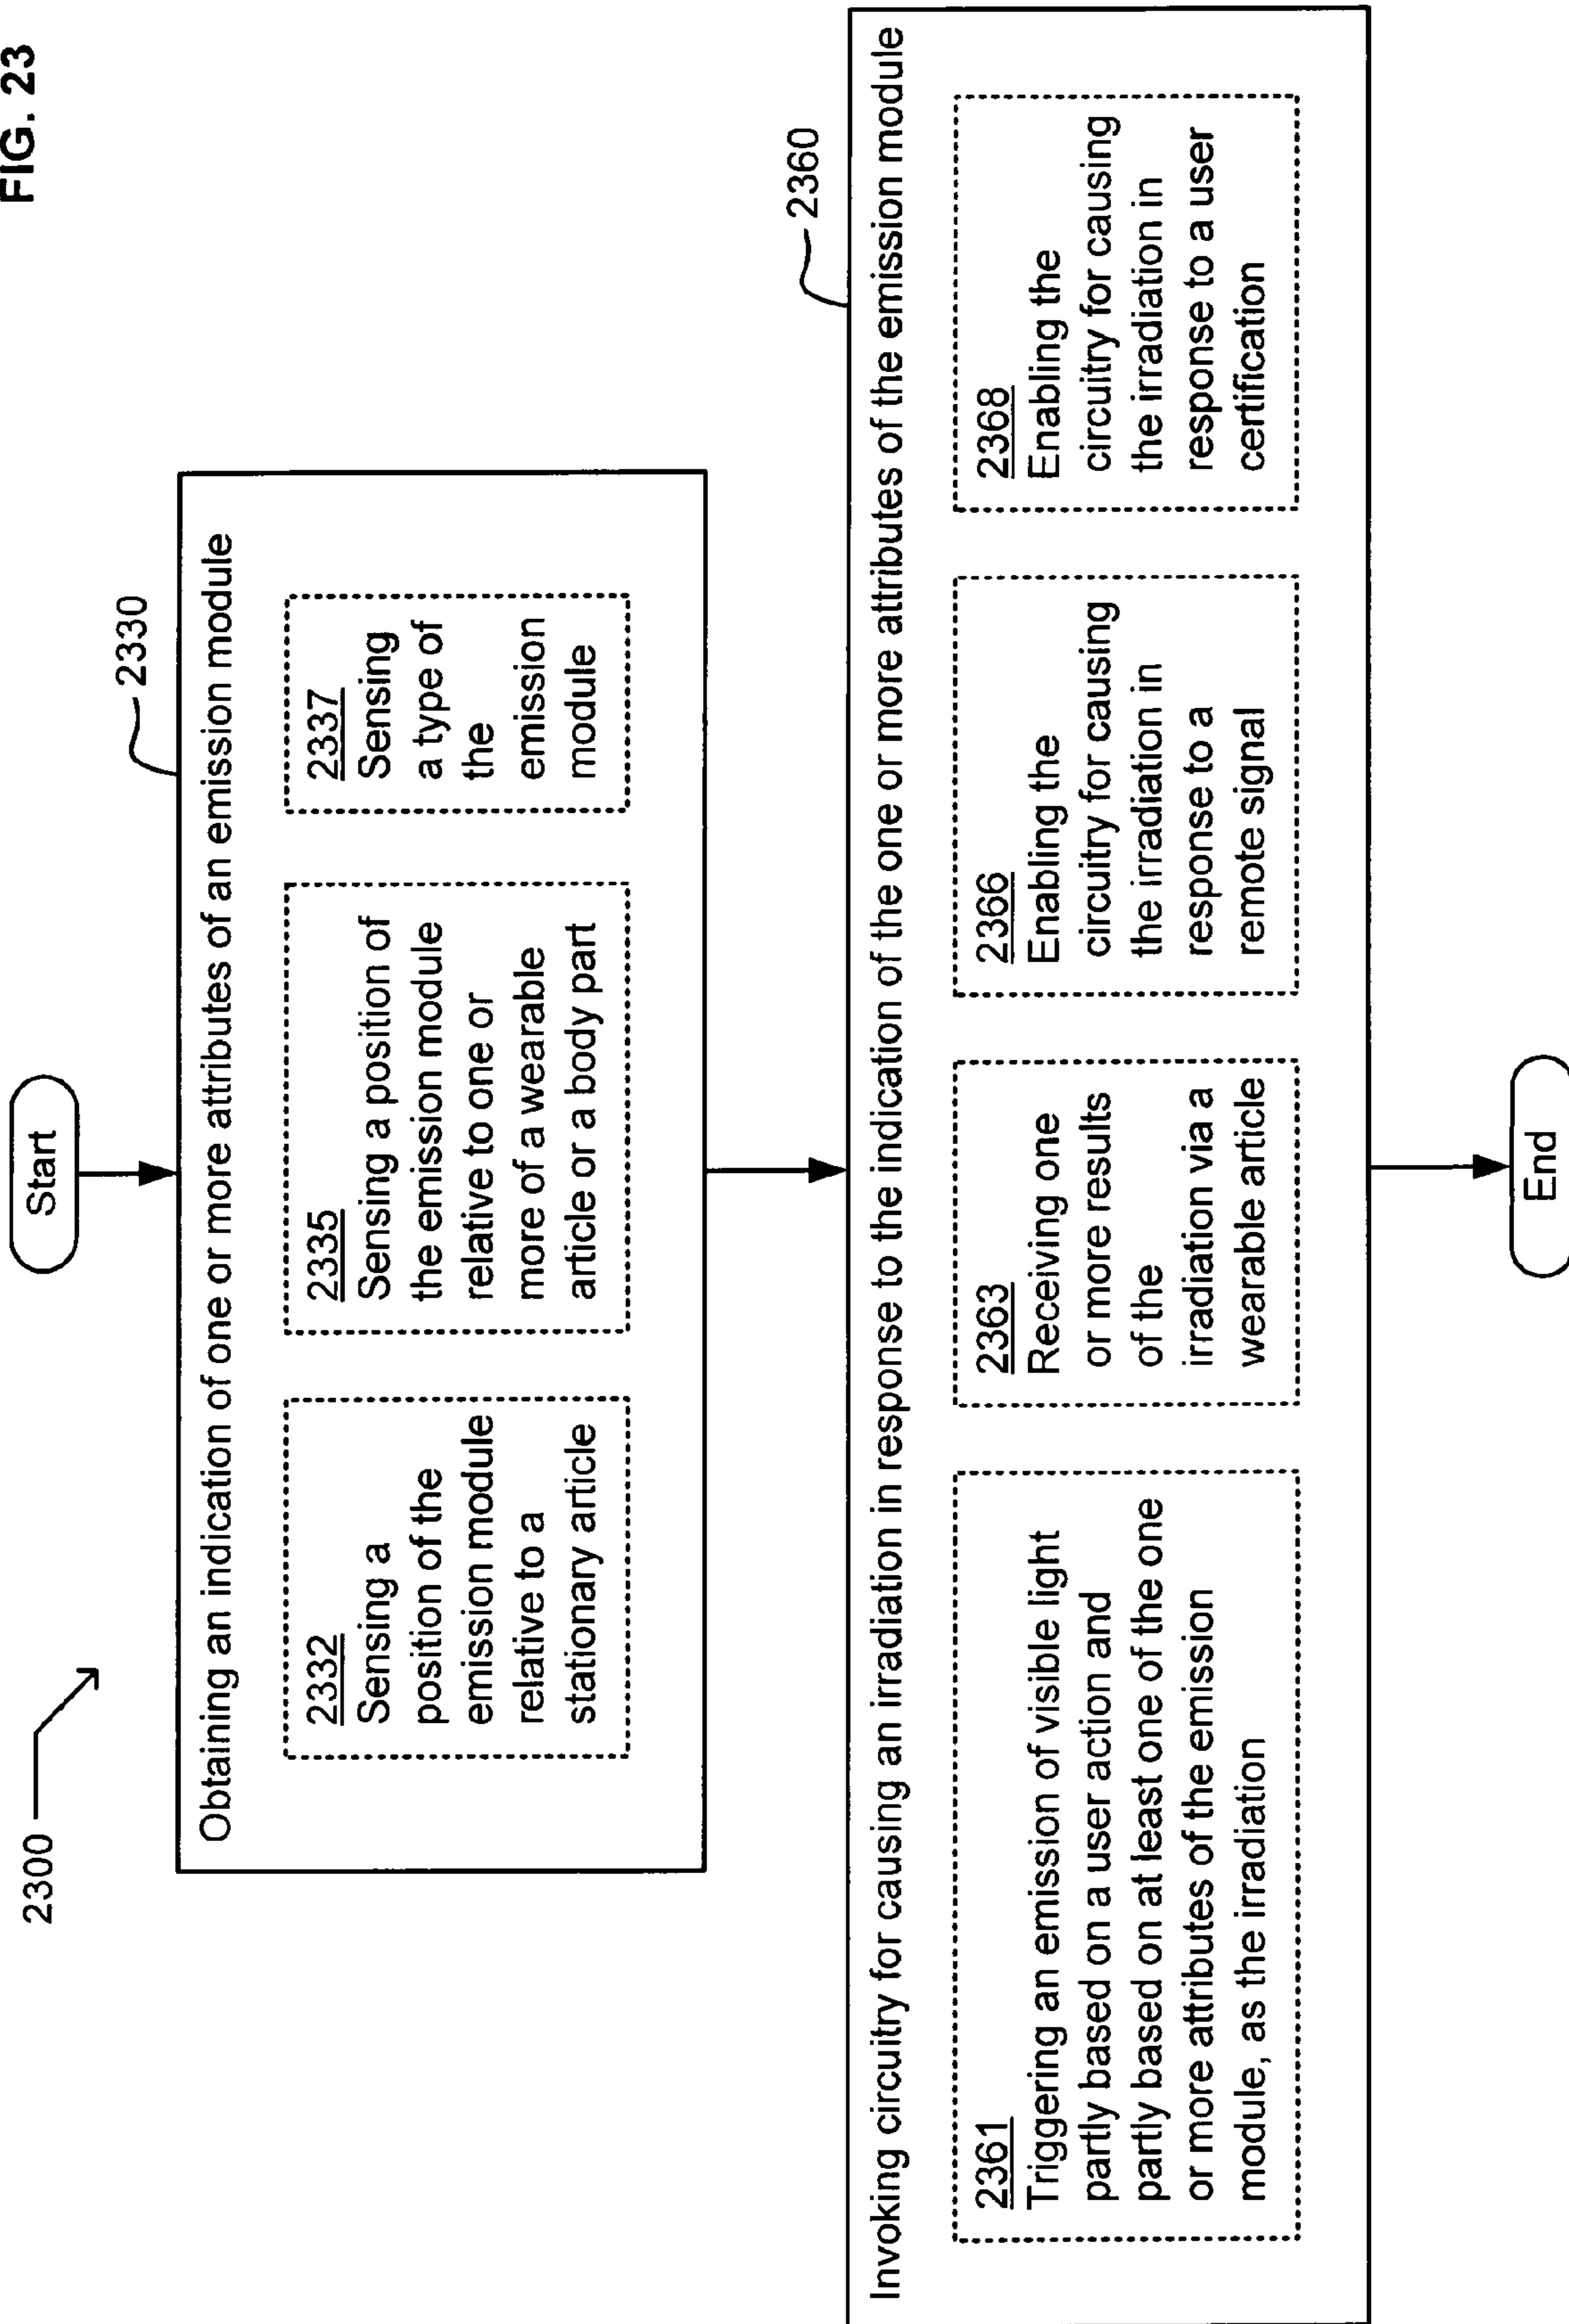 FIG. 23
2300
Start
2330
Obtaining an indication of one or more attributes of an emission module
2332
Sensing a
position of the
emission module
relative to a
stationary article
2335
Sensing a position of
the emission module
relative to one or
more of a wearable
article or a body part
2337
Sensing
a type of
the
emission
module
2360
Invoking circuitry for causing an irradiation in response to the indication of the one or more attributes of the emission module
2361
Triggering an emission of visible light
partly based on a user action and
partly based on at least one of the one
or more attributes of the emission
module, as the irradiation
2363
Receiving one
or more results
of the
irradiation via a
wearable article
2366
Enabling the
circuitry for causing
the irradiation in
response to a
remote signal
2368
Enabling the
circuitry for causing
the irradiation in
response to a user
certification
End